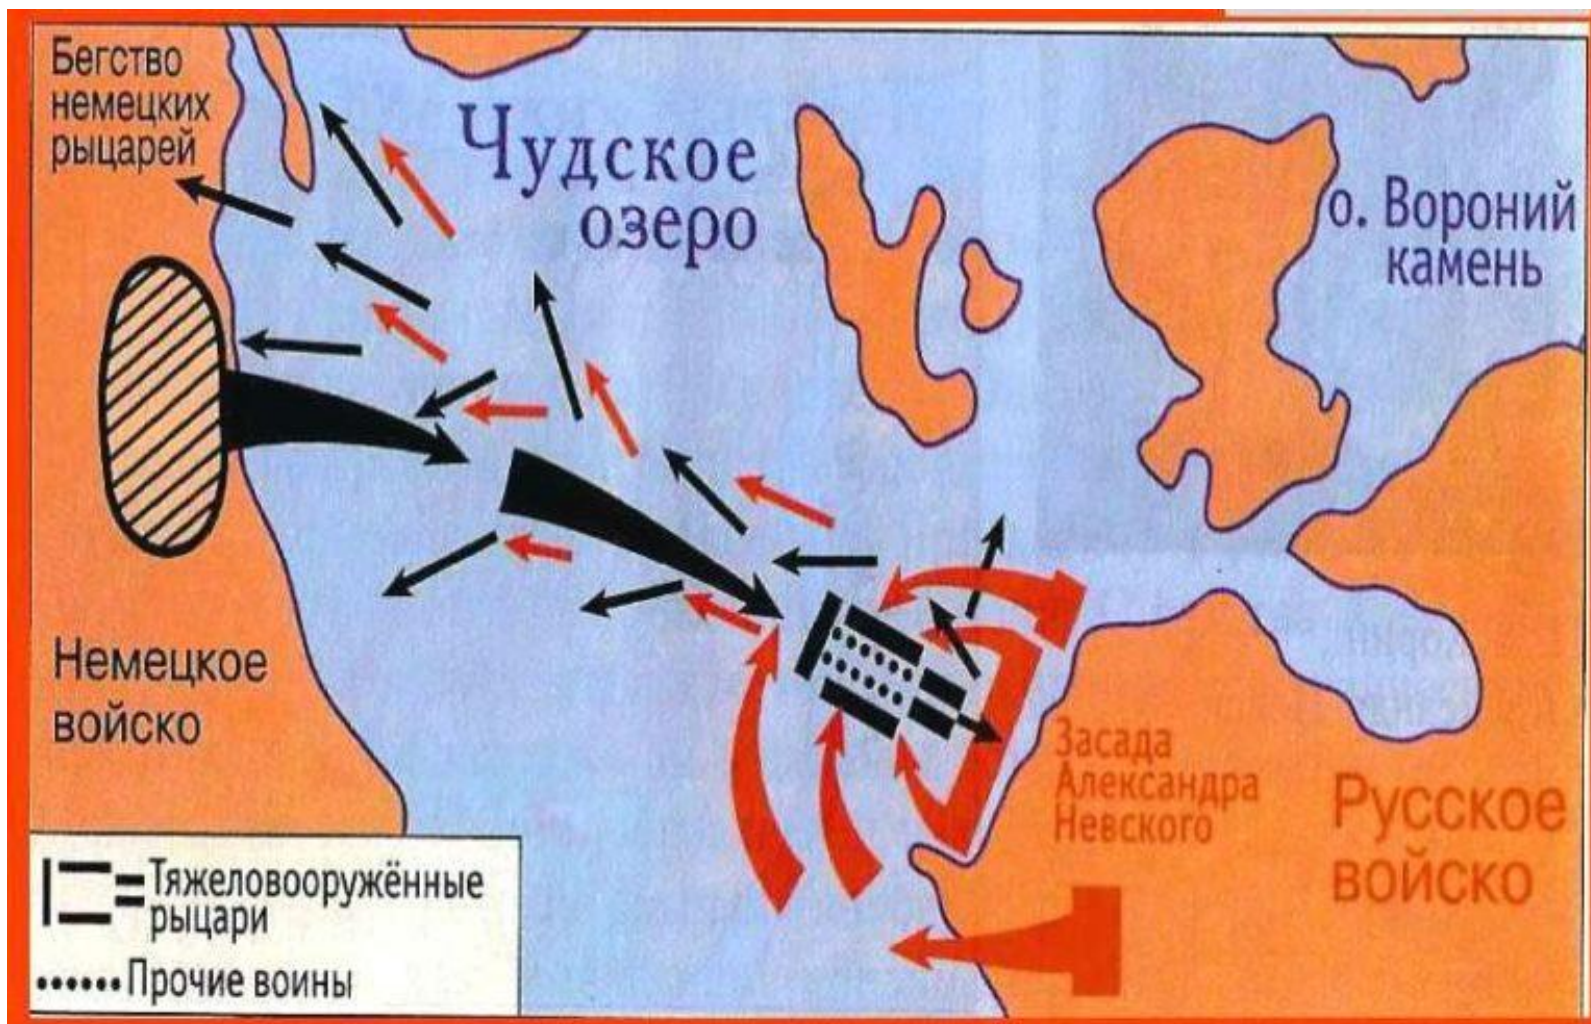 Бегство
немецких
рыцарей
Чудское
озеро
о. Вороний
камень
Немецкое
войско
Засада
Александра
Невского
Русское
войско
Тяжеловооружённые
рыцари
Прочие воины